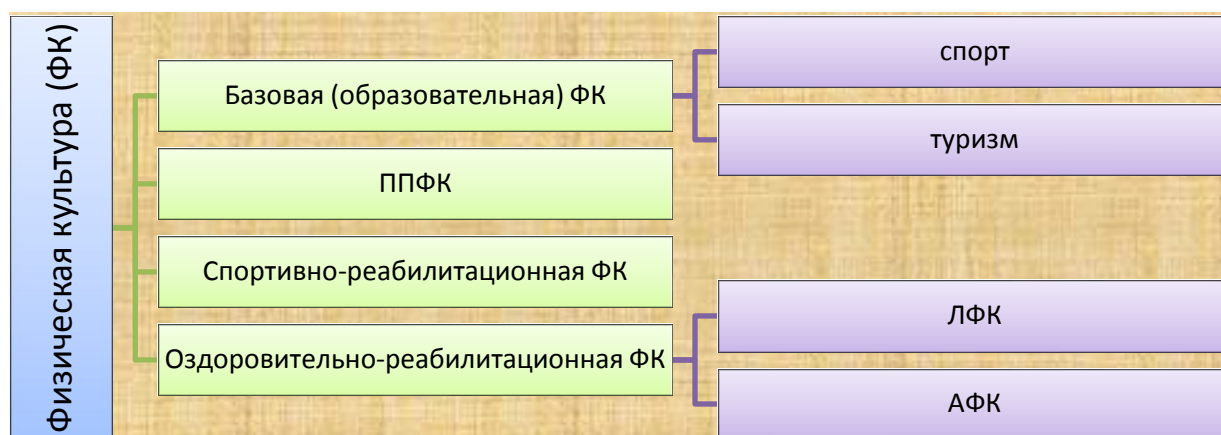 Физическая культура (ФК)
Базовая (образовательная) ФК
спорт
туризм
ППФК
Спортивно-реабилитационная ФК
Оздоровительно-реабилитационная ФК
ЛФК
АФК